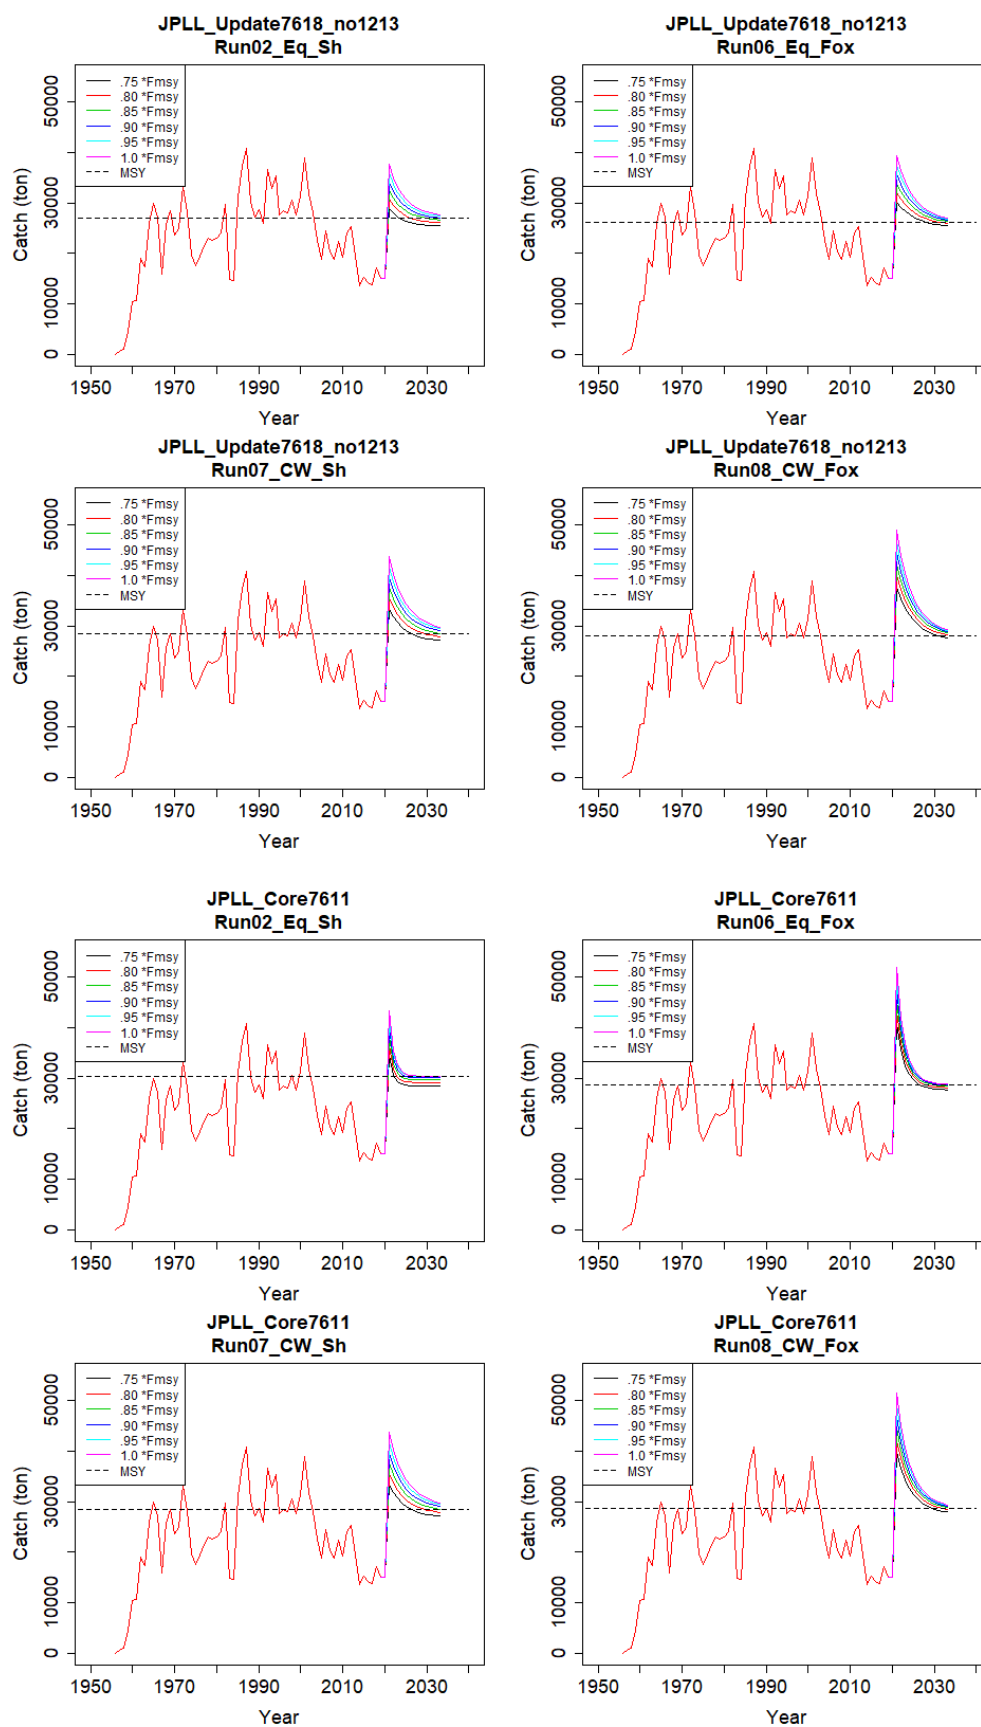 JPLL_Update7618_no1213
Run02_Eq_Sh
.75 *Fmsy
.80 *Fmsy
.85 *Fmsy
.90 *Fmsy
.95 *Fmsy
1.0 *Fmsy
MSY
Catch (ton)
0 10000 30000 50000
1950 1970 1990 2010 2030
Year
JPLL_Update7618_no1213
Run06_Eq_Fox
.75 *Fmsy
.80 *Fmsy
.85 *Fmsy
.90 *Fmsy
.95 *Fmsy
1.0 *Fmsy
MSY
Catch (ton)
0 10000 30000 50000
1950 1970 1990 2010 2030
Year
JPLL_Update7618_no1213
Run07_CW_Sh
.75 *Fmsy
.80 *Fmsy
.85 *Fmsy
.90 *Fmsy
.95 *Fmsy
1.0 *Fmsy
MSY
Catch (ton)
0 10000 30000 50000
1950 1970 1990 2010 2030
Year
JPLL_Update7618_no1213
Run08_CW_Fox
.75 *Fmsy
.80 *Fmsy
.85 *Fmsy
.90 *Fmsy
.95 *Fmsy
1.0 *Fmsy
MSY
Catch (ton)
0 10000 30000 50000
1950 1970 1990 2010 2030
Year
JPLL_Core7611
Run02_Eq_Sh
.75 *Fmsy
.80 *Fmsy
.85 *Fmsy
.90 *Fmsy
.95 *Fmsy
1.0 *Fmsy
MSY
Catch (ton)
0 10000 30000 50000
1950 1970 1990 2010 2030
Year
JPLL_Core7611
Run06_Eq_Fox
.75 *Fmsy
.80 *Fmsy
.85 *Fmsy
.90 *Fmsy
.95 *Fmsy
1.0 *Fmsy
MSY
Catch (ton)
0 10000 30000 50000
1950 1970 1990 2010 2030
Year
JPLL_Core7611
Run07_CW_Sh
.75 *Fmsy
.80 *Fmsy
.85 *Fmsy
.90 *Fmsy
.95 *Fmsy
1.0 *Fmsy
MSY
Catch (ton)
0 10000 30000 50000
1950 1970 1990 2010 2030
Year
JPLL_Core7611
Run08_CW_Fox
.75 *Fmsy
.80 *Fmsy
.85 *Fmsy
.90 *Fmsy
.95 *Fmsy
1.0 *Fmsy
MSY
Catch (ton)
0 10000 30000 50000
1950 1970 1990 2010 2030
Year